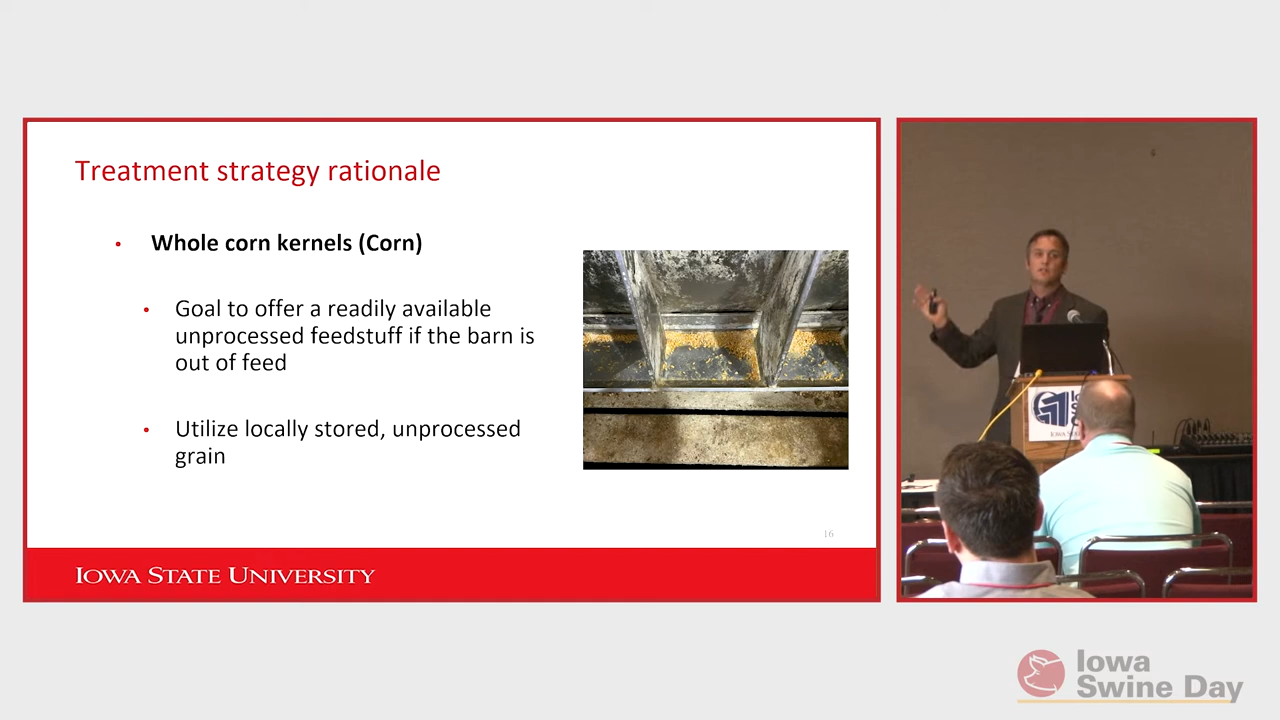 Treatment strategy rationale
• Whole corn kernels (Corn)
• Goal to offer a readily available
unprocessed feedstuff if the barn is
out of feed
• Utilize locally stored, unprocessed
grain
16
IOWA STATE UNIVERSITY
Iowa
Swine Day